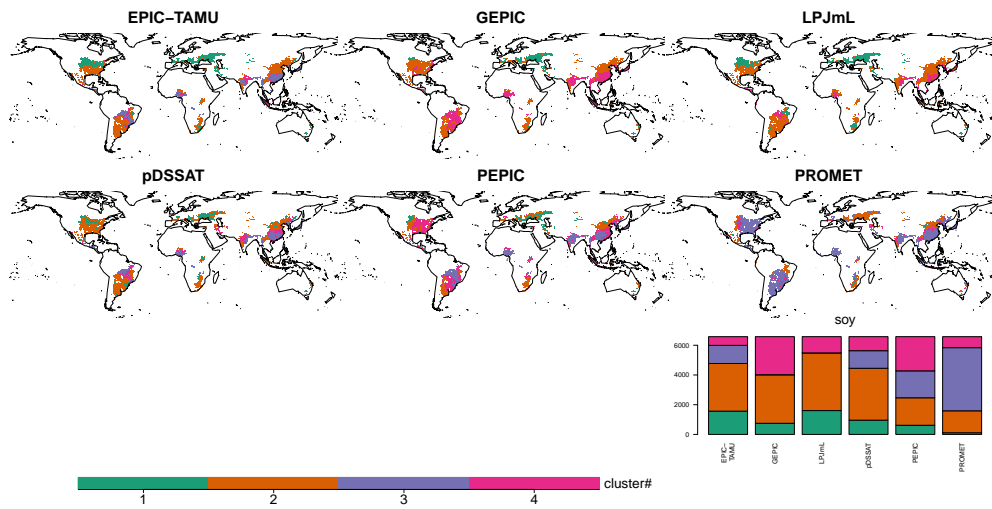 EPIC–TAMU GEPIC LPJmL
pDSSAT PEPIC PROMET
soy
6000
4000
2000
0
EPIC–
TAMU
GEPIC
LPJmL
pDSSAT
PEPIC
PROMET
cluster#
1 2 3 4